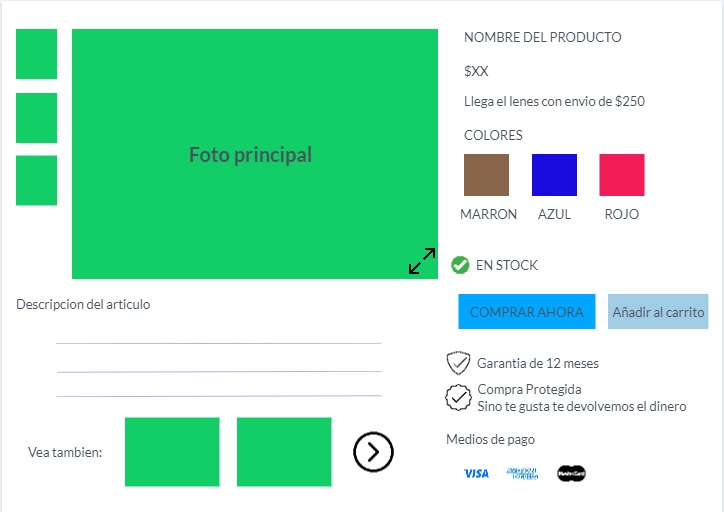 NOMBRE DEL PRODUCTO
$XX
Llega el lenes con envio de $250
COLORES
MARRON AZUL ROJO
Foto principal
EN STOCK
COMPRAR AHORA Añadir al carrito
Descripcion del articulo
Garantia de 12 meses
Compra Protegida
Sino te gusta te devolvemos el dinero
Medios de pago
VISA AMERICAN EXPRESS MasterCard
Vea tambien: